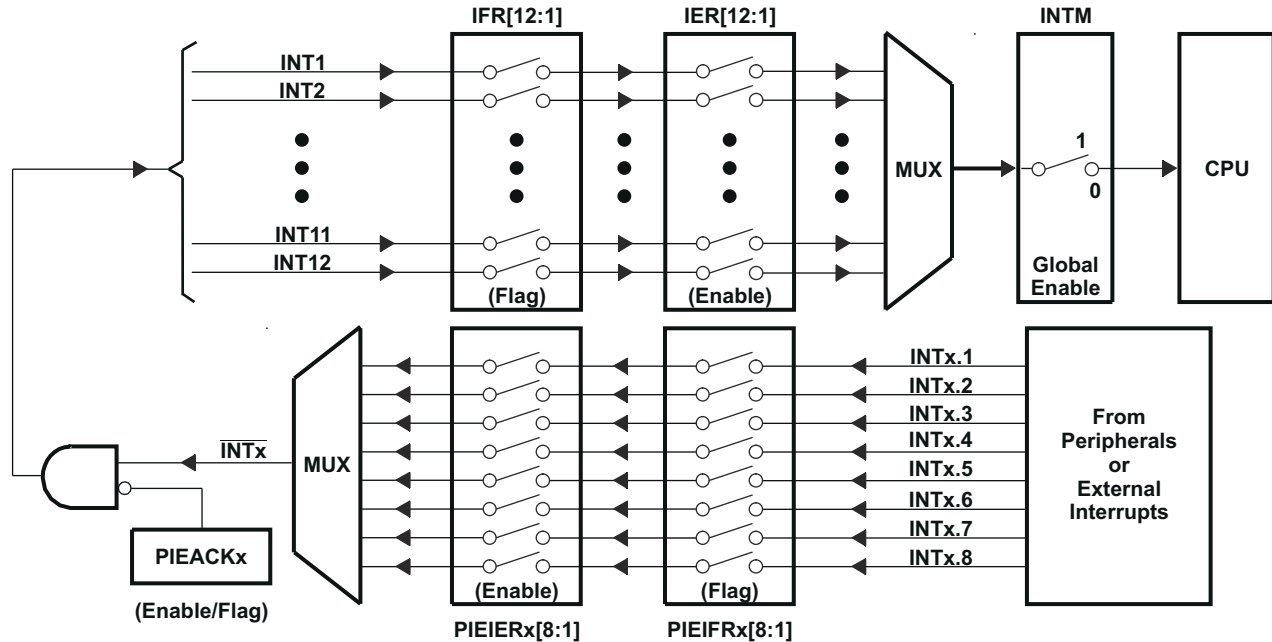 IFR[12:1]
IER[12:1]
INTM
INT1
INT2
MUX
1
0
CPU
INT11
INT12
(Flag)
(Enable)
Global
Enable
INTx.1
INTx.2
INTx.3
INTx.4
INTx.5
INTx.6
INTx.7
INTx.8
From
Peripherals
or
External
Interrupts
INTx
MUX
PIEACKx
(Enable/Flag)
(Enable)
(Flag)
PIEIERx[8:1]
PIEIFRx[8:1]